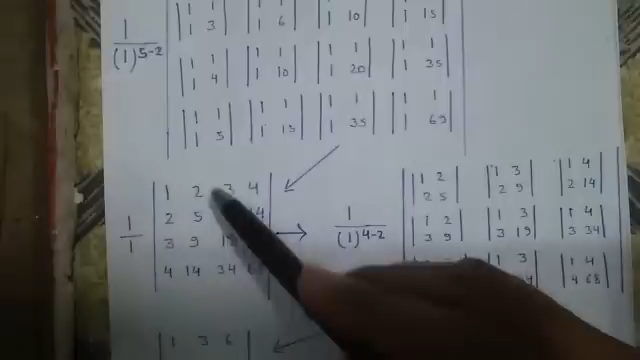 1 1 1 1 1 1 1 1
1 3 1 6 1 10 1 15
1
(1)5-2
1 1 1 1 1 1 1 1
1 4 1 10 1 20 1 35
1 1 1 1 1 1 1 1
1 5 1 15 1 35 1 69
1 2 3 4
2 5
3 9
4 14 34
1
1
→
1
(1)4-2
1 2 1 3 1 4
2 5 2 9 2 14
1 2 1 3 1 4
3 9 3 19 3 34
1 3 1 4
4 68
1 3 6